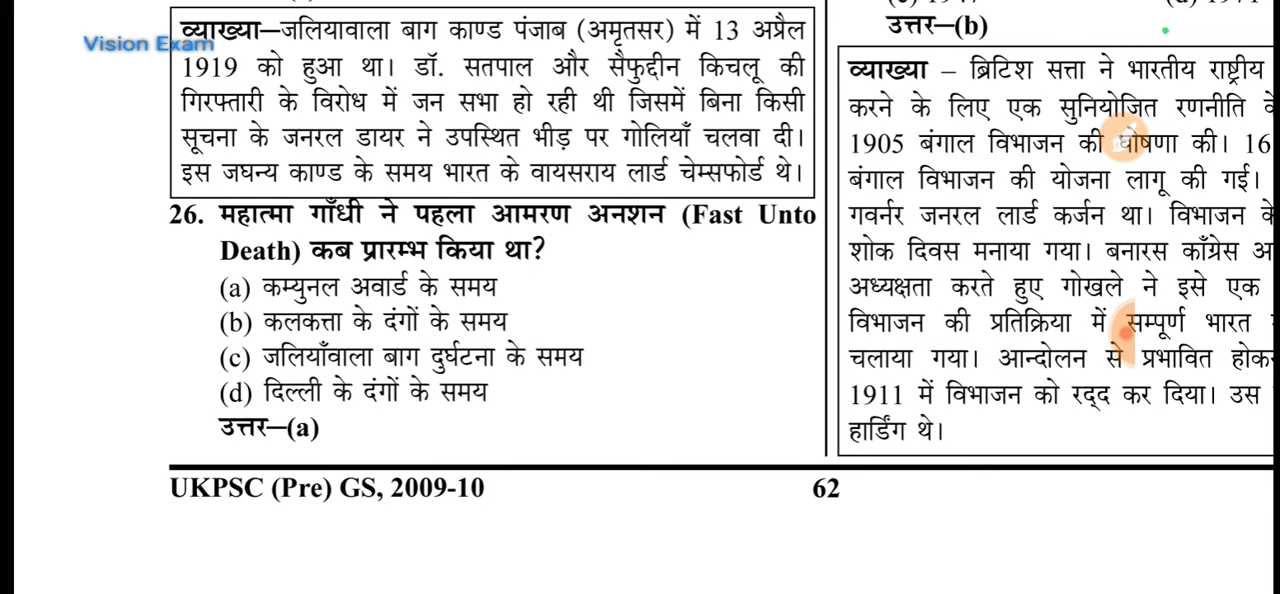 Vision Exam
व्याख्या–जलियावाला बाग काण्ड पंजाब (अमृतसर) में 13 अप्रैल
1919 को हुआ था। डॉ. सतपाल और सैफुद्दीन किचलू की
गिरफ्तारी के विरोध में जन सभा हो रही थी जिसमें बिना किसी
सूचना के जनरल डायर ने उपस्थित भीड़ पर गोलियाँ चलवा दी।
इस जघन्य काण्ड के समय भारत के वायसराय लार्ड चेम्सफोर्ड थे।
26. महात्मा गाँधी ने पहला आमरण अनशन (Fast Unto
Death) कब प्रारम्भ किया था?
(a) कम्युनल अवार्ड के समय
(b) कलकत्ता के दंगों के समय
(c) जलियाँवाला बाग दुर्घटना के समय
(d) दिल्ली के दंगों के समय
उत्तर–(a)
उत्तर–(b)
व्याख्या – ब्रिटिश सत्ता ने भारतीय राष्ट्रीय
करने के लिए एक सुनियोजित रणनीति
1905 बंगाल विभाजन की घोषणा की। 16
बंगाल विभाजन की योजना लागू की गई।
गवर्नर जनरल लार्ड कर्जन था। विभाजन के
शोक दिवस मनाया गया। बनारस काँग्रेस
अध्यक्षता करते हुए गोखले ने इसे एक
विभाजन की प्रतिक्रिया में सम्पूर्ण भारत
चलाया गया। आन्दोलन से प्रभावित
1911 में विभाजन को रद्द कर दिया। उस
हार्डिंग थे।
UKPSC (Pre) GS, 2009-10
62